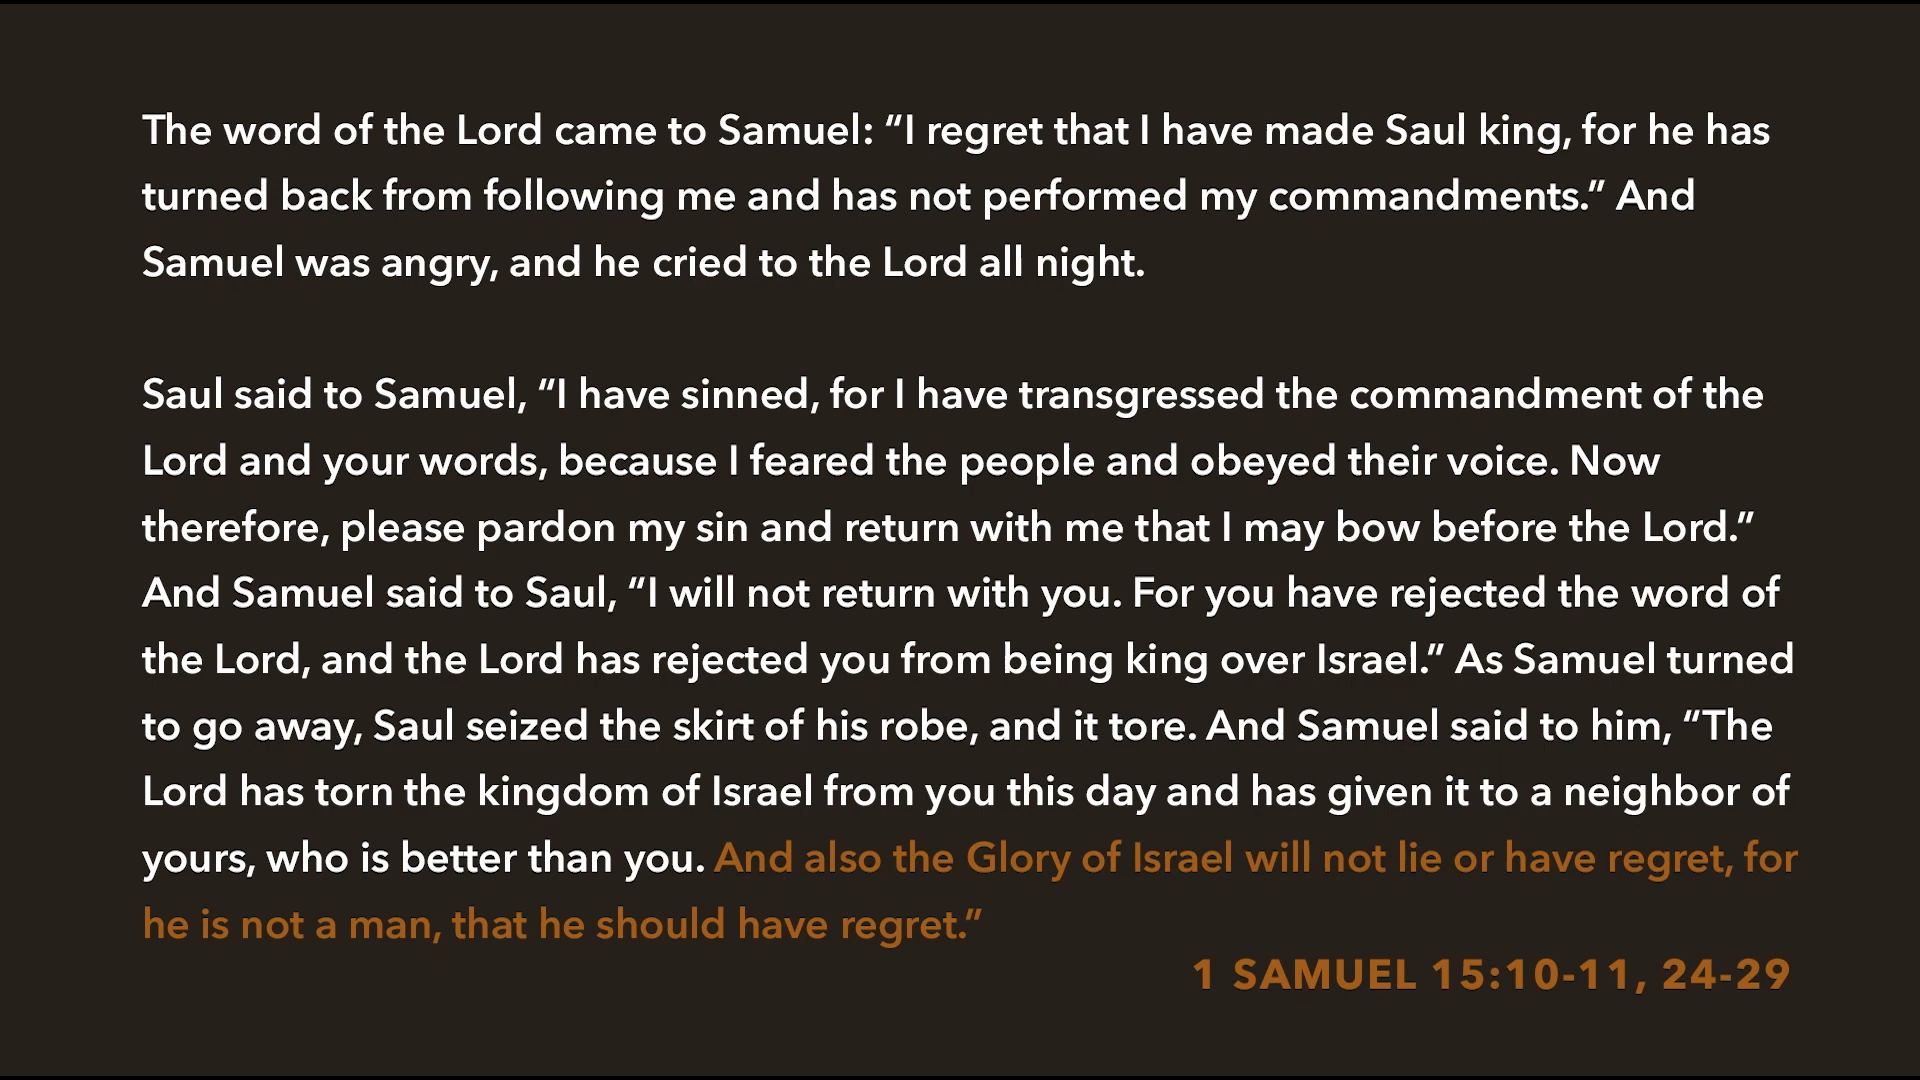 The word of the Lord came to Samuel: “I regret that I have made Saul king, for he has
turned back from following me and has not performed my commandments.” And
Samuel was angry, and he cried to the Lord all night.
Saul said to Samuel, “I have sinned, for I have transgressed the commandment of the
Lord and your words, because I feared the people and obeyed their voice. Now
therefore, please pardon my sin and return with me that I may bow before the Lord.”
And Samuel said to Saul, “I will not return with you. For you have rejected the word of
the Lord, and the Lord has rejected you from being king over Israel.” As Samuel turned
to go away, Saul seized the skirt of his robe, and it tore. And Samuel said to him, “The
Lord has torn the kingdom of Israel from you this day and has given it to a neighbor of
yours, who is better than you. And also the Glory of Israel will not lie or have regret, for
he is not a man, that he should have regret.”
1 SAMUEL 15:10-11, 24-29